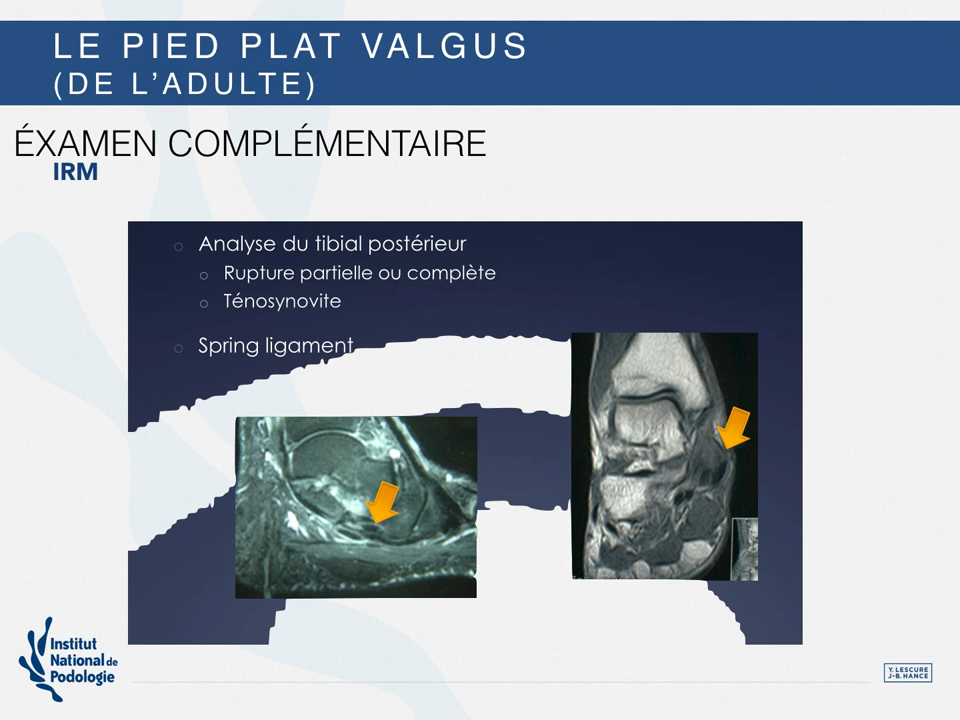 LE PIED PLAT VALGUS
(DE L’ADULTE)
ÉXAMEN COMPLÉMENTAIRE
IRM
Analyse du tibial postérieur
Rupture partielle ou complète
Ténosynovite
Spring ligament
Institut
National de
Podologie
Y. LESCURE
J-B. HANCE